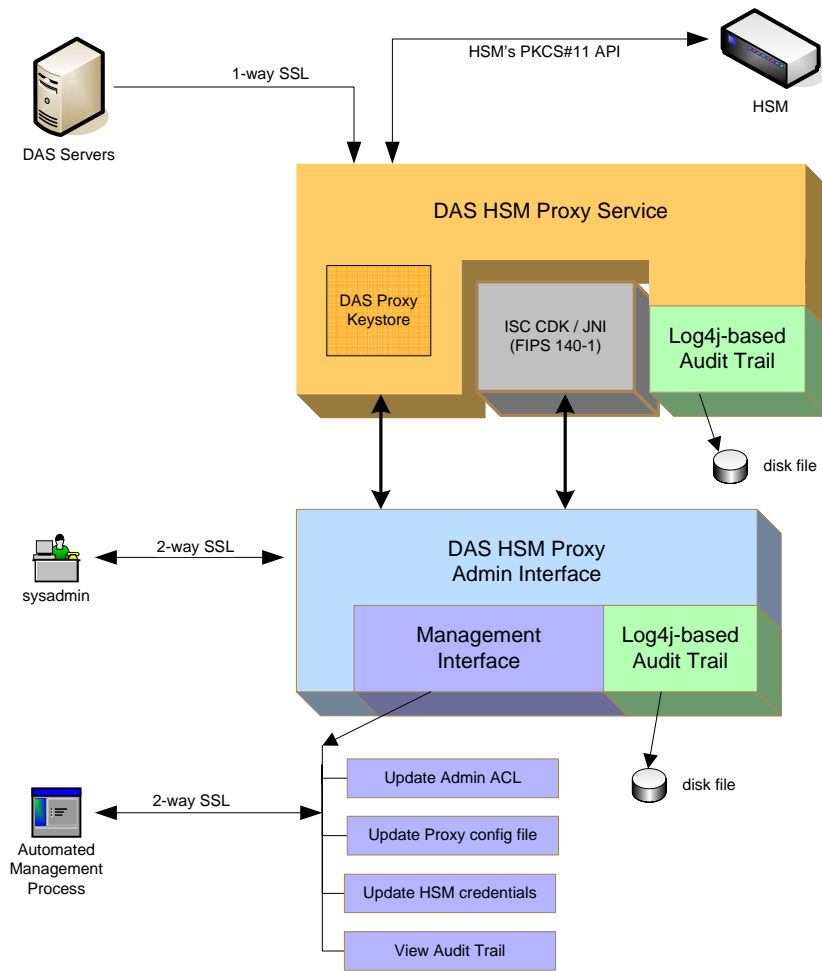 HSM's PKCS#11 API
1-way SSL
HSM
DAS Servers
DAS HSM Proxy Service
DAS Proxy
Keystore
ISC CDK / JNI
(FIPS 140-1)
Log4j-based
Audit Trail
disk file
2-way SSL
sysadmin
DAS HSM Proxy
Admin Interface
Management
Interface
Log4j-based
Audit Trail
disk file
Update Admin ACL
2-way SSL
Update Proxy config file
Automated
Management
Process
Update HSM credentials
View Audit Trail